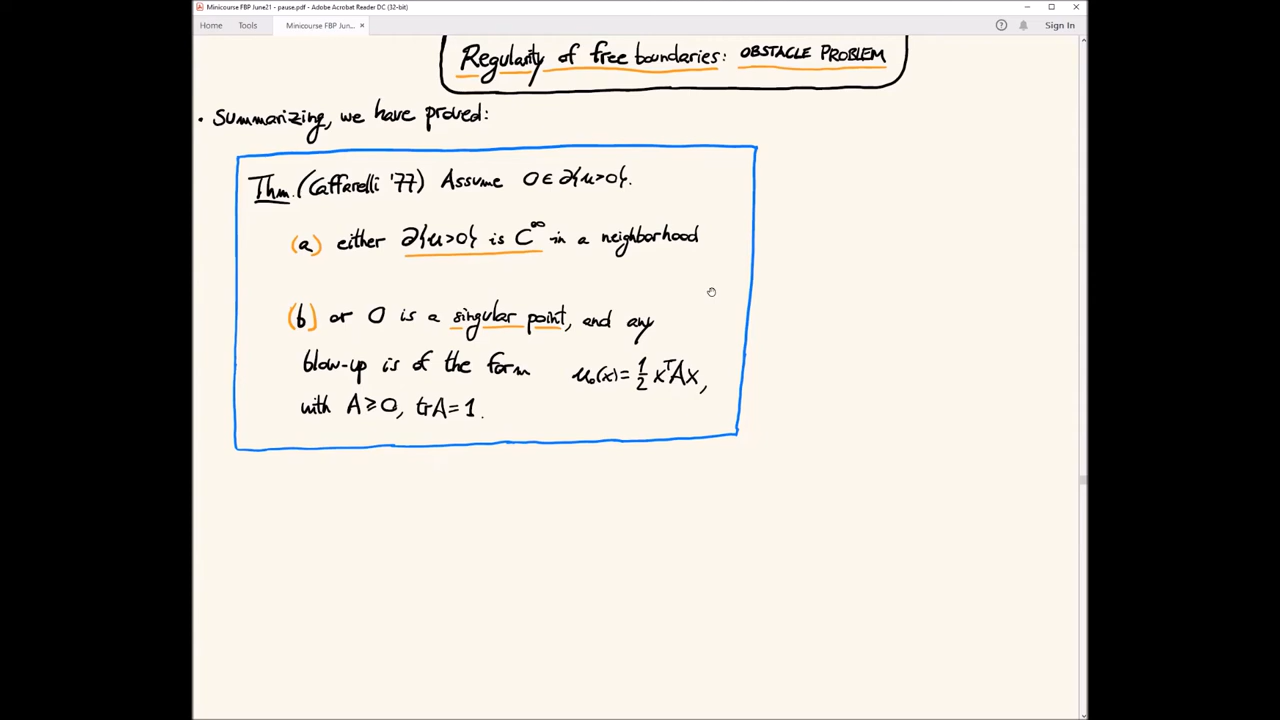 Minicourse FBP June21 - pause.pdf - Adobe Acrobat Reader DC (32-bit)
Home Tools Minicourse FBP Jun... × Sign In
Regularity of free boundaries: OBSTACLE PROBLEM
• Summarizing, we have proved:
Thm. (Caffarelli '77) Assume 0 ∈ ∂{u>0}.
(a) either ∂{u>0} is C^∞ in a neighborhood
(b) or 0 is a singular point, and any
blow-up is of the form u₀(x) = 1/2 xᵀAx,
with A ≥ 0, trA = 1.